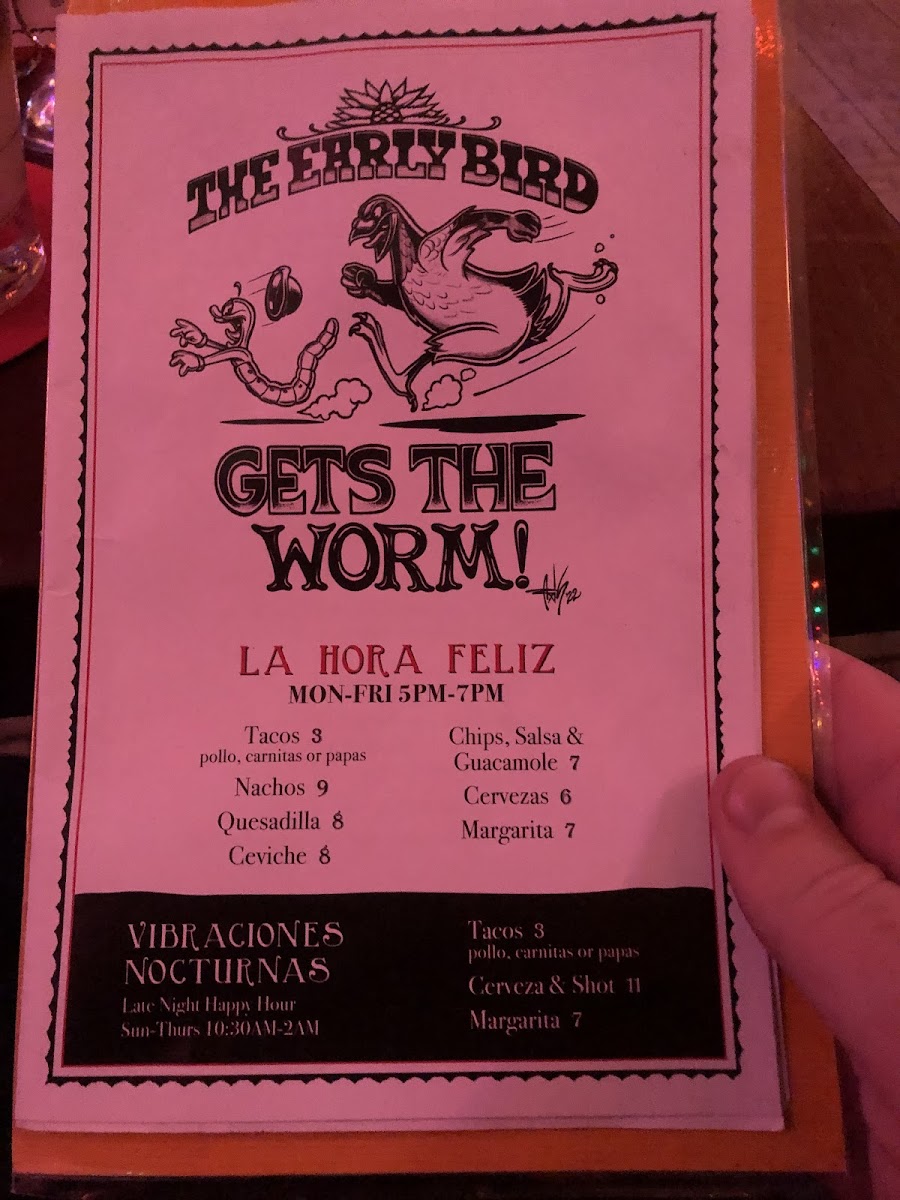 THE EARLY BIRD
GETS THE
WORM!
LA HORA FELIZ
MON-FRI 5PM-7PM
Tacos 3
pollo, carnitas or papas
Nachos 9
Quesadilla 8
Ceviche 8
Chips, Salsa &
Guacamole 7
Cervezas 6
Margarita 7
VIBRACIONES
NOCTURNAS
Late Night Happy Hour
Sun-Thurs 10:30AM-2AM
Tacos 3
pollo, carnitas or papas
Cerveza & Shot 11
Margarita 7